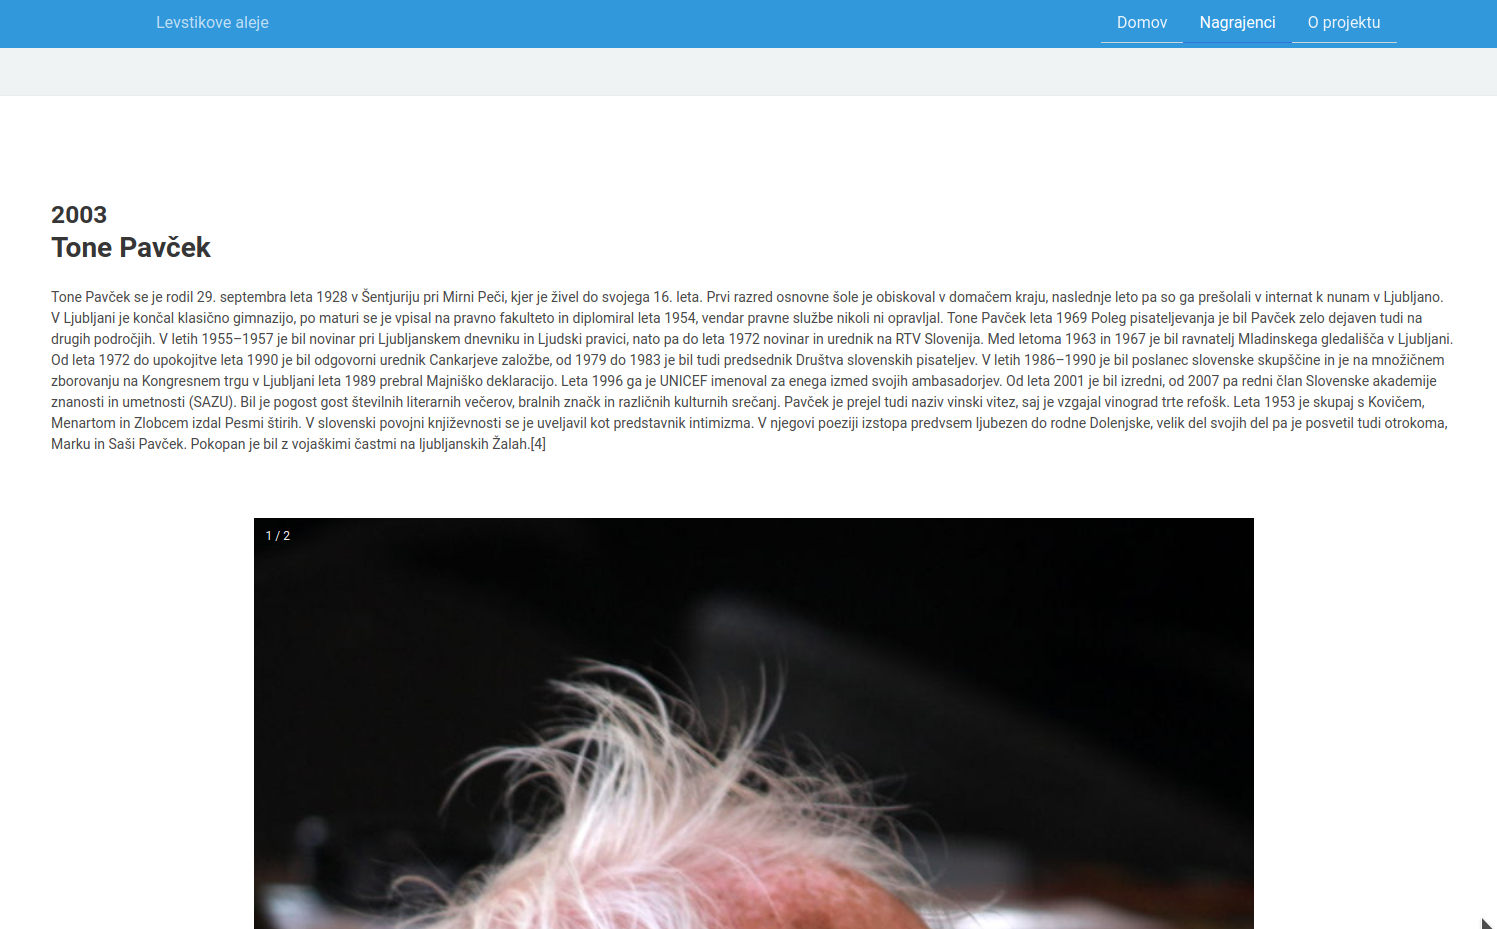 Levstikove aleje
Domov
Nagrajenci
O projektu
2003
Tone Pavček
Tone Pavček se je rodil 29. septembra leta 1928 v Šentjuriju pri Mirni Peči, kjer je živel do svojega 16. leta. Prvi razred osnovne šole je obiskoval v domačem kraju, naslednje leto pa so ga prešolali v internat k nunam v Ljubljano.
V Ljubljani je končal klasično gimnazijo, po maturi se je vpisal na pravno fakulteto in diplomiral leta 1954, vendar pravne službe nikoli ni opravljal. Tone Pavček leta 1969 Poleg pisateljevanja je bil Pavček zelo dejaven tudi na
drugih področjih. V letih 1955–1957 je bil novinar pri Ljubljanskem dnevniku in Ljudski pravici, nato pa do leta 1972 novinar in urednik na RTV Slovenija. Med letoma 1963 in 1967 je bil ravnatelj Mladinskega gledališča v Ljubljani.
Od leta 1972 do upokojitve leta 1990 je bil odgovorni urednik Cankarjeve založbe, od 1979 do 1983 je bil tudi predsednik Društva slovenskih pisateljev. V letih 1986–1990 je bil poslanec slovenske skupščine in je na množičnem
zborovanju na Kongresnem trgu v Ljubljani leta 1989 prebral Majniško deklaracijo. Leta 1996 ga je UNICEF imenoval za enega izmed svojih ambasadorjev. Od leta 2001 je bil izredni, od 2007 pa redni član Slovenske akademije
znanosti in umetnosti (SAZU). Bil je pogost gost številnih literarnih večerov, bralnih značk in različnih kulturnih srečanj. Pavček je prejel tudi naziv vinski vitez, saj je vzgajal vinograd trte refošk. Leta 1953 je skupaj s Kovičem,
Menartom in Zlobcem izdal Pesmi štirih. V slovenski povojni književnosti se je uveljavil kot predstavnik intimizma. V njegovi poeziji izstopa predvsem ljubezen do rodne Dolenjske, velik del svojih del pa je posvetil tudi otrokoma,
Marku in Saši Pavček. Pokopan je bil z vojaškimi častmi na ljubljanskih Žalah.[4]
1 / 2